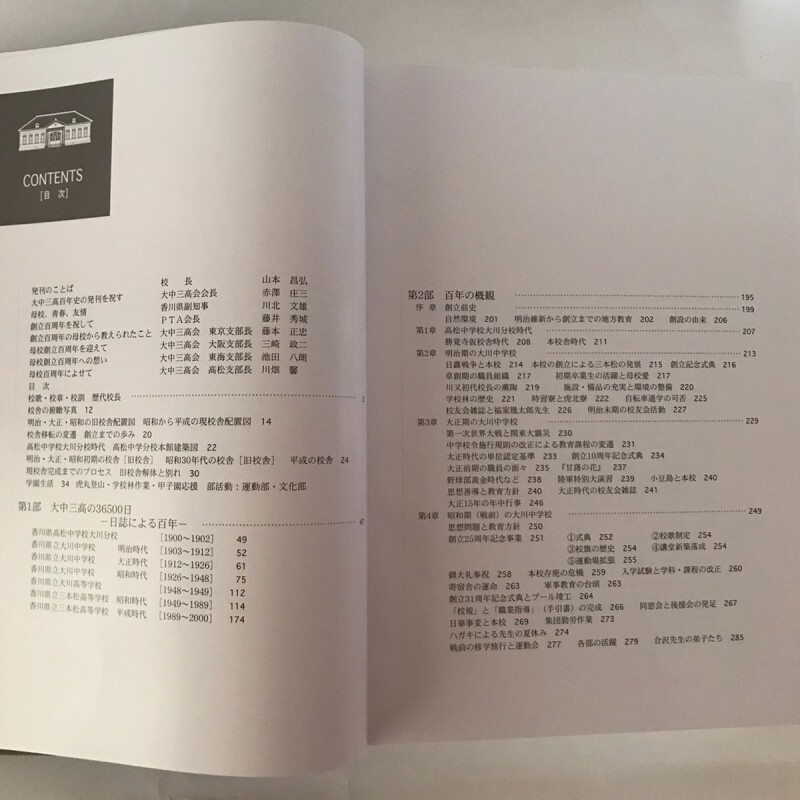 CONTENTS
[目 次]
発刊のことば 校 長 山本 昌弘
大中三高百年史の発刊を祝す 大中三高会会長 赤澤 庄三
母校、青春、友情 香川県副知事 川北 文雄
創立百周年を祝して PTA会長 藤井 秀城
創立百周年の母校から教えられたこと 大中三高会 東京支部長 藤本 正忠
母校創立百周年を迎えて 大中三高会 大阪支部長 三崎 政二
母校創立百周年への想い 大中三高会 東海支部長 池田 八朗
母校百周年によせて 大中三高会 高松支部長 川畑 馨
目 次
校歌・校章・校訓 歴代校長 1
校舎の俯瞰写真 12
明治・大正・昭和の旧校舎配置図 昭和から平成の現校舎配置図 14
校舎移転の変遷 創立までの歩み 20
高松中学校大川分校時代 高松中学分校本館建築図 22
明治・大正・昭和初期の校舎[旧校舎] 昭和30年代の校舎[旧校舎] 平成の校舎 24
現校舎完成までのプロセス 旧校舎解体と別れ 30
学園生活 34 虎丸登山・学校林作業・甲子園応援 部活動:運動部・文化部
第1部 大中三高の36500日
－日誌による百年－ 47
香川県高松中学校大川分校 [1900〜1902] 49
香川県立大川中学校 明治時代 [1903〜1912] 52
香川県立大川中学校 大正時代 [1912〜1926] 61
香川県立大川中学校 昭和時代 [1926〜1948] 75
香川県立大川高等学校 [1948〜1949] 112
香川県立三本松高等学校 昭和時代 [1949〜1989] 114
香川県立三本松高等学校 平成時代 [1989〜2000] 174
第2部 百年の概観 195
序 章 創立前史 199
自然環境 201 明治維新から創立までの地方教育 202 創設の由来 206
第1章 高松中学校大川分校時代 207
勝覚寺仮校舎時代 208 本校舎時代 211
第2章 明治期の大川中学校 213
日露戦争と本校 214 本校の創立による三本松の発展 215 創立記念式典 216
草創期の職員組織 217 初期卒業生の活躍と母校愛 217
川又初代校長の薫陶 219 施設・備品の充実と環境の整備 220
学校林の歴史 221 時習寮と虎北寮 222 自転車通学の可否 225
校友会雑誌と福家幾太郎先生 226 明治末期の校友会活動 227
第3章 大正期の大川中学校 229
第一次世界大戦と関東大震災 230
中学校令施行規則の改正による教育課程の変遷 231
大正時代の単位認定基準 233 創立10周年記念式典 234
大正前期の職員の面々 235 『甘藷の花』 237
野球部黄金時代など 238 陸軍特別大演習 239 小豆島と本校 240
思想善導と教育方針 240 大正時代の校友会雑誌 241
大正15年の年中行事 246
第4章 昭和期(戦前)の大川中学校 249
思想問題と教育方針 250
創立25周年記念事業 251 ①式典 252 ②校歌制定 254
③校旗の歴史 254 ④講堂新築落成 254
⑤運動場拡張 255
御大礼奉祝 258 本校存廃の危機 259 入学試験と学科・課程の改正 260
寄宿舎の運命 263 軍事教育の台頭 263
創立31周年記念式典とプール竣工 264
「校規」と「職業指導」(手引書)の完成 266 同窓会と後援会の発足 267
日華事変と本校 269 集団勤労作業 273
ハガキによる先生の夏休み 274
戦前の修学旅行と運動会 277 各部の活躍 279 合沢先生の弟子たち 285